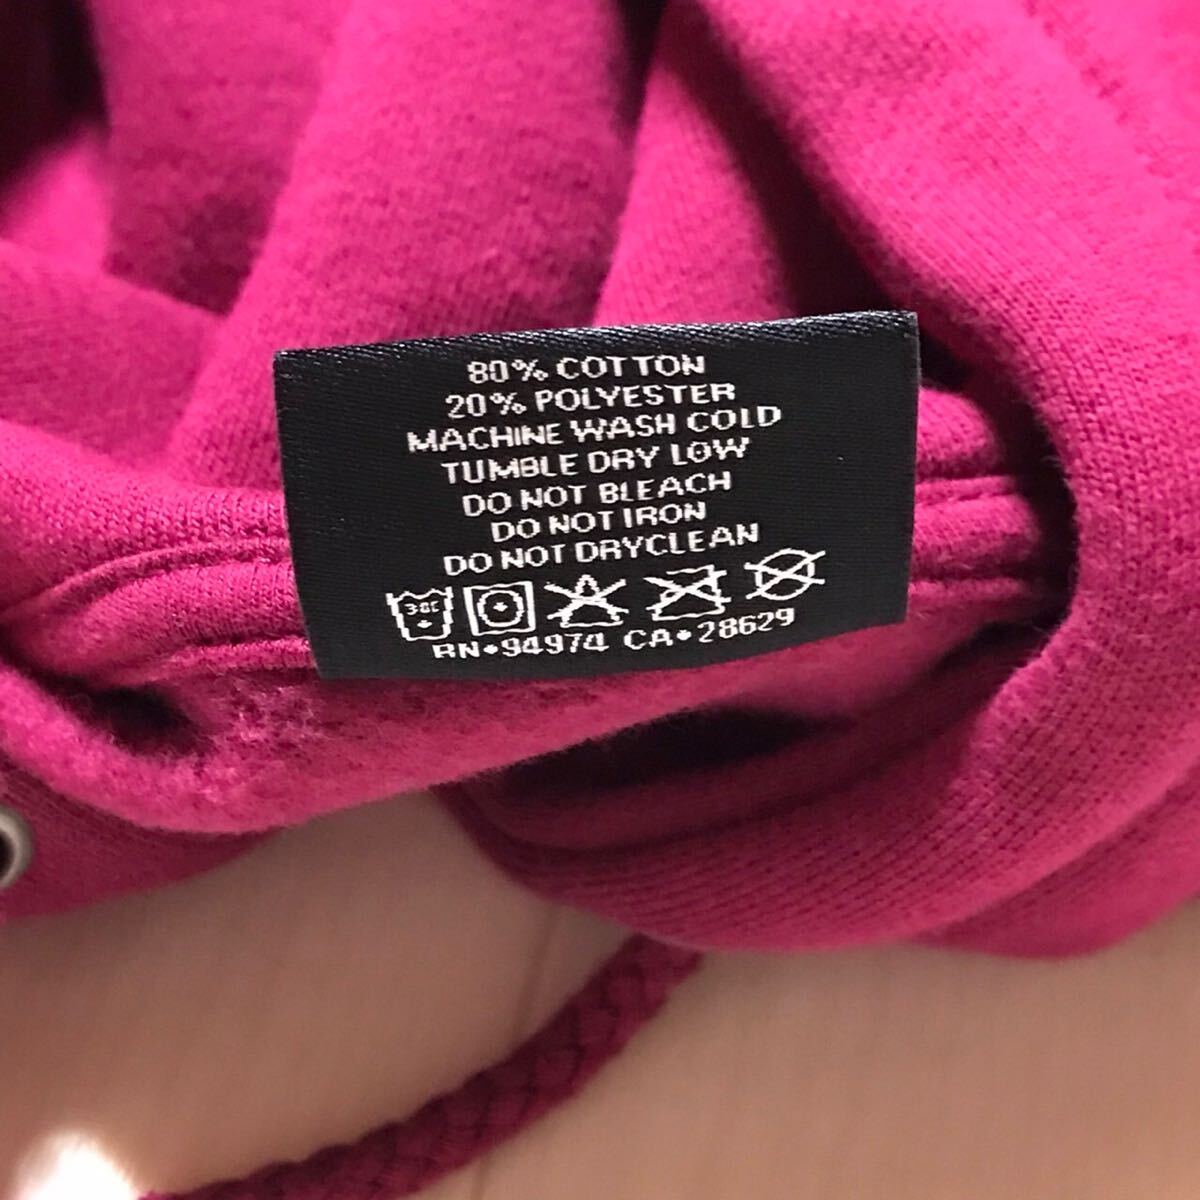 80% COTTON
20% POLYESTER
MACHINE WASH COLD
TUMBLE DRY LOW
DO NOT BLEACH
DO NOT IRON
DO NOT DRYCLEAN
30C
RN•94974 CA•28629